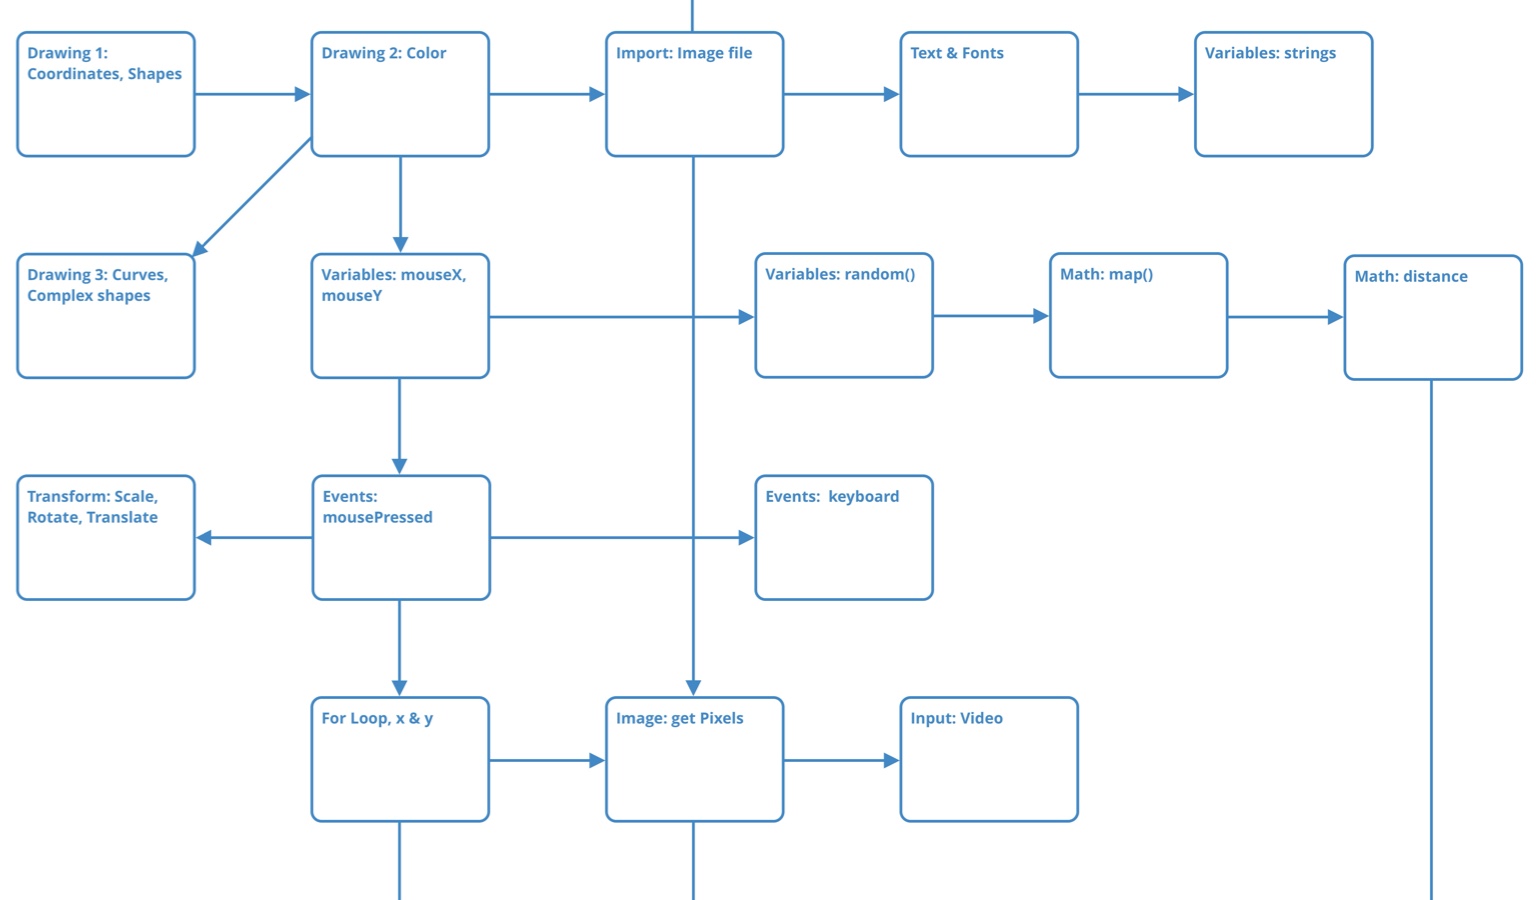 Drawing 1:
Coordinates, Shapes
Drawing 2: Color
Import: Image file
Text & Fonts
Variables: strings
Drawing 3: Curves,
Complex shapes
Variables: mouseX,
mouseY
Variables: random()
Math: map()
Math: distance
Transform: Scale,
Rotate, Translate
Events:
mousePressed
Events:  keyboard
For Loop, x & y
Image: get Pixels
Input: Video